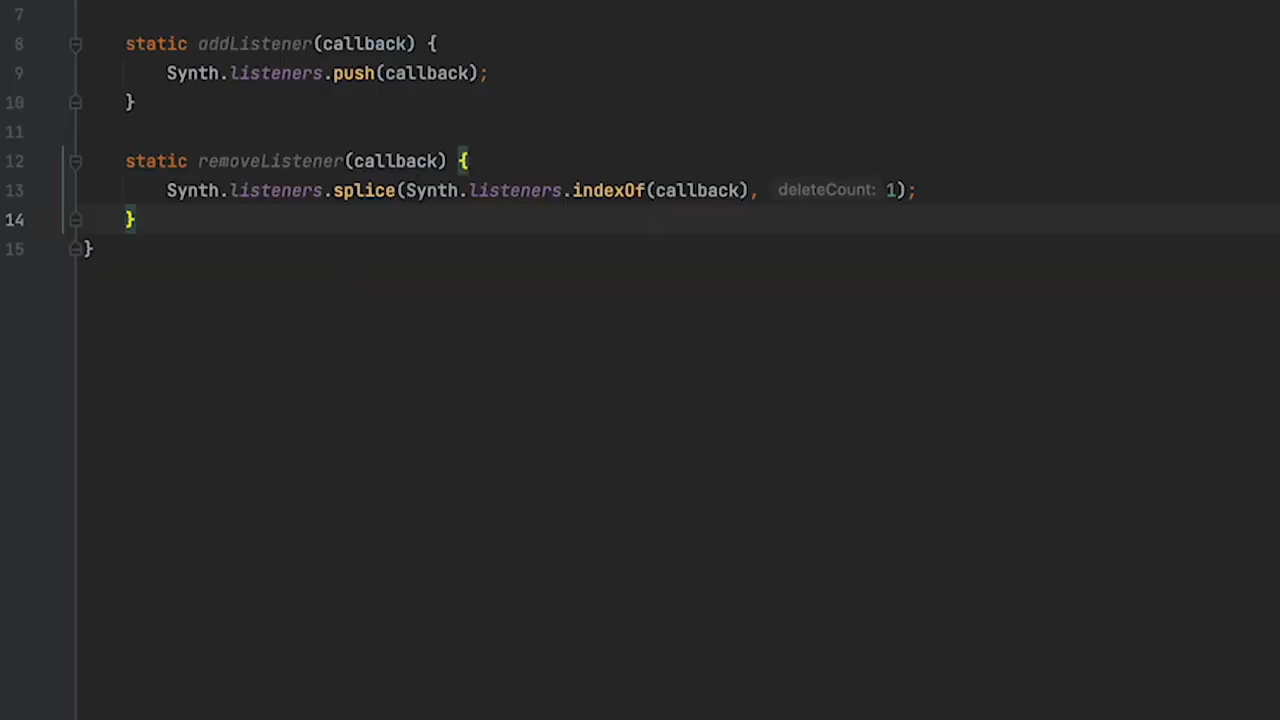 7
8 static addListener(callback) {
9 Synth.listeners.push(callback);
10 }
11
12 static removeListener(callback) {
13 Synth.listeners.splice(Synth.listeners.indexOf(callback), deleteCount: 1);
14 }
15 }